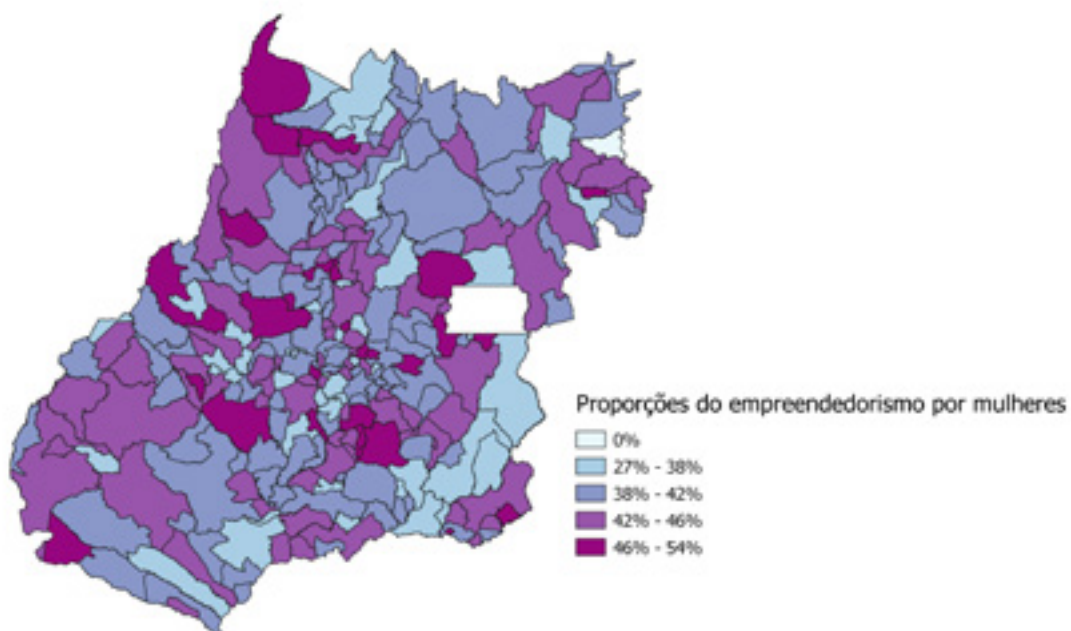 Proporções do empreendedorismo por mulheres
0%
27% - 38%
38% - 42%
42% - 46%
46% - 54%